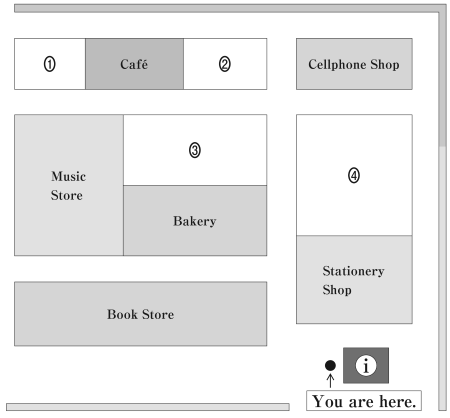 ① Café ② Cellphone Shop
③
Music
Store
④
Bakery
Stationery
Shop
Book Store
i
You are here.